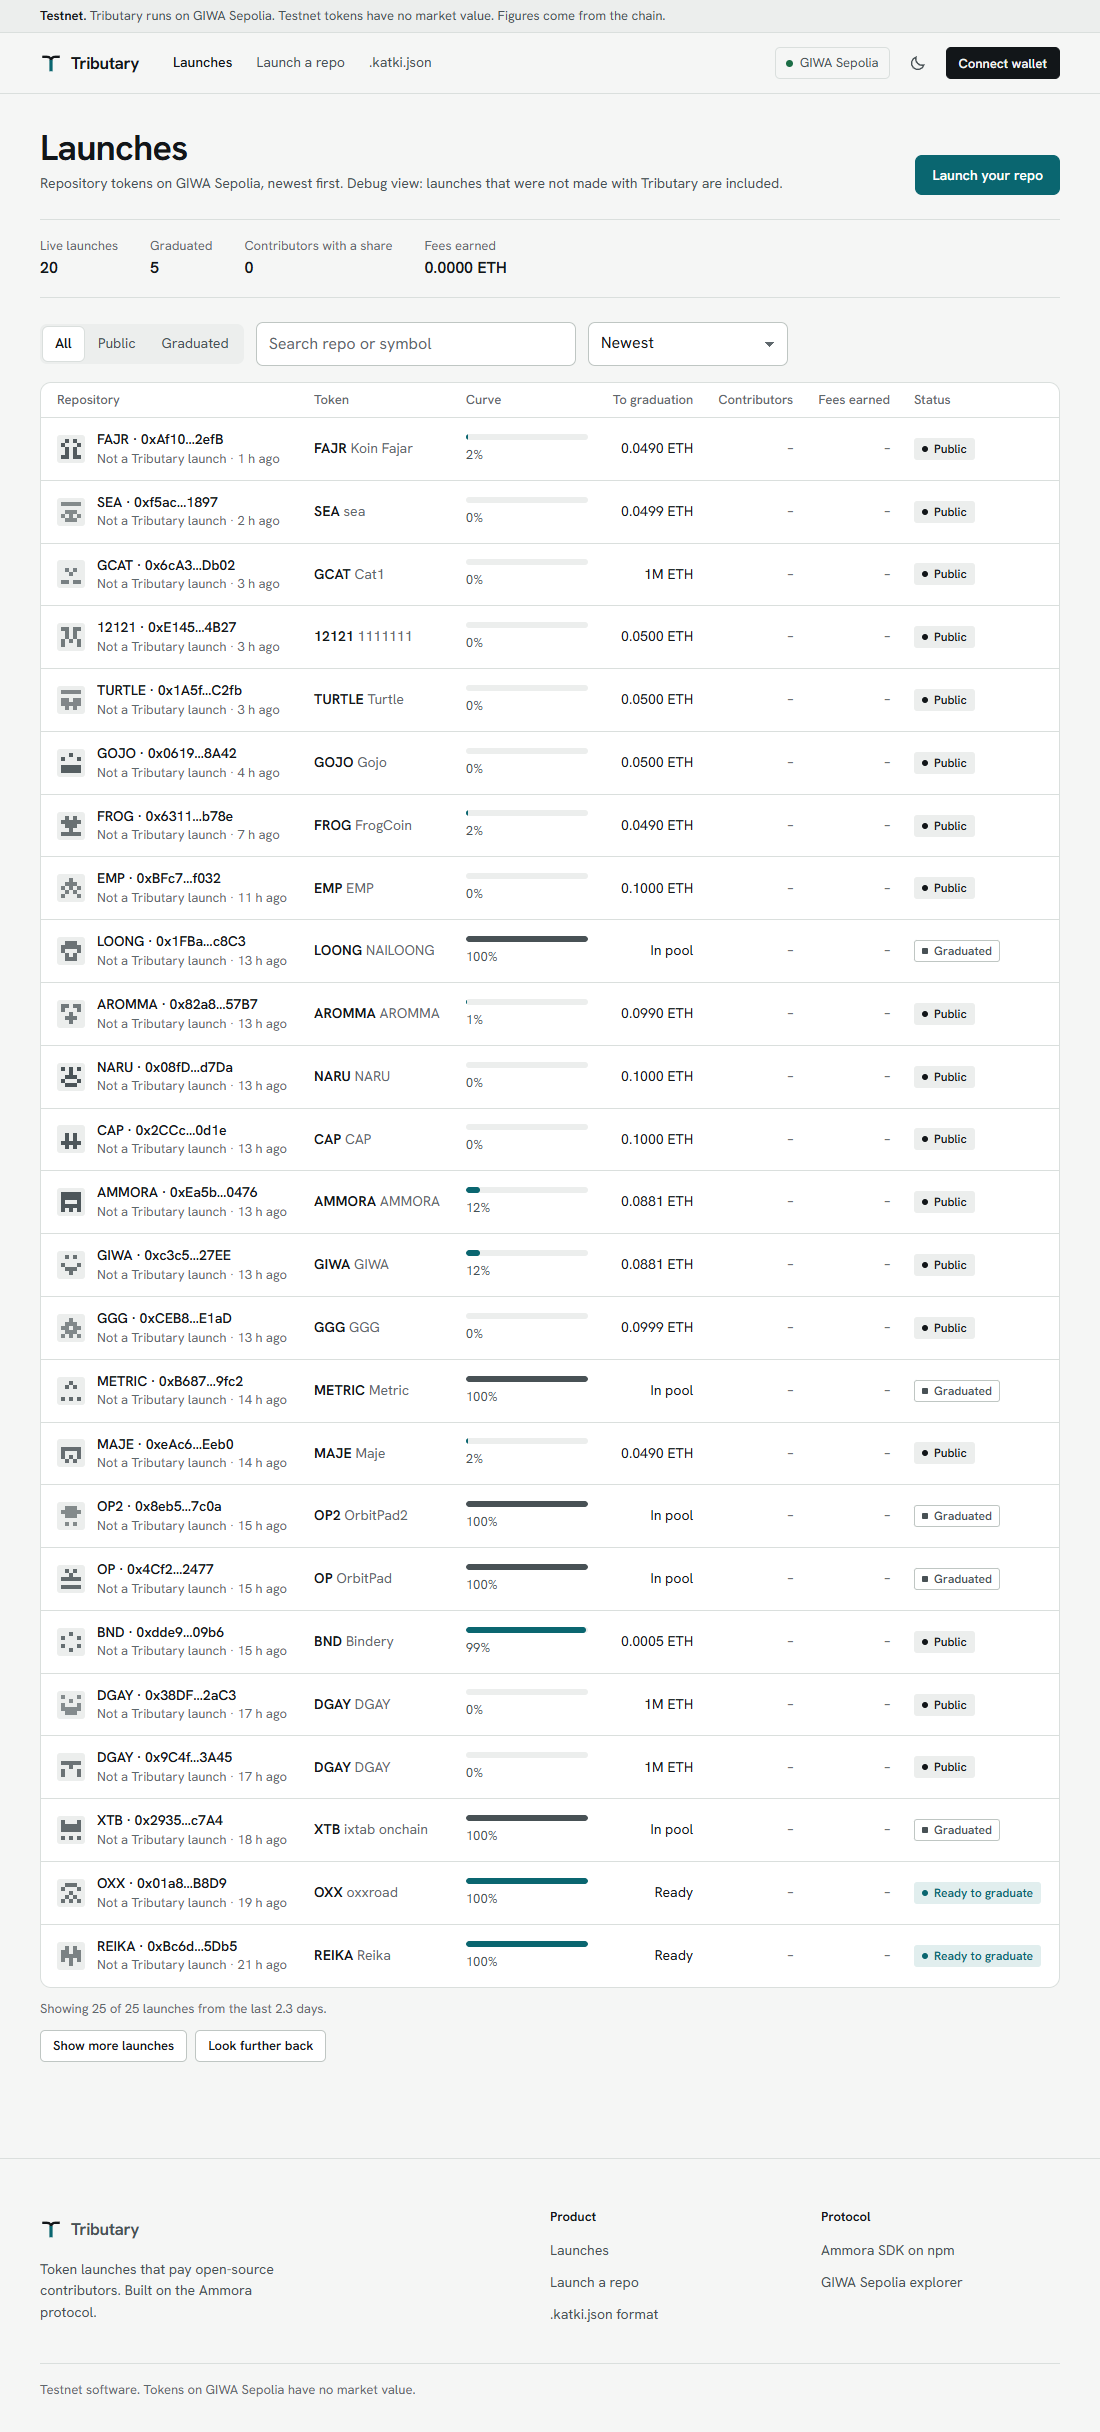 Testnet. Tributary runs on GIWA Sepolia. Testnet tokens have no market value. Figures come from the chain.
Tributary Launches Launch a repo .katki.json GIWA Sepolia Connect wallet
Launches
Repository tokens on GIWA Sepolia, newest first. Debug view: launches that were not made with Tributary are included.
Launch your repo
Live launches Graduated Contributors with a share Fees earned
20 5 0 0.0000 ETH
All Public Graduated Search repo or symbol Newest
Repository Token Curve To graduation Contributors Fees earned Status
FAJR · 0xAf10...2efB
Not a Tributary launch · 1 h ago
FAJR Koin Fajar 2% 0.0490 ETH – – Public
SEA · 0xf5ac...1897
Not a Tributary launch · 2 h ago
SEA sea 0% 0.0499 ETH – – Public
GCAT · 0x6cA3...Db02
Not a Tributary launch · 3 h ago
GCAT Cat1 0% 1M ETH – – Public
12121 · 0xE145...4B27
Not a Tributary launch · 3 h ago
12121 1111111 0% 0.0500 ETH – – Public
TURTLE · 0x1A5f...C2fb
Not a Tributary launch · 3 h ago
TURTLE Turtle 0% 0.0500 ETH – – Public
GOJO · 0x0619...8A42
Not a Tributary launch · 4 h ago
GOJO Gojo 0% 0.0500 ETH – – Public
FROG · 0x6311...b78e
Not a Tributary launch · 7 h ago
FROG FrogCoin 2% 0.0490 ETH – – Public
EMP · 0xBFc7...f032
Not a Tributary launch · 11 h ago
EMP EMP 0% 0.1000 ETH – – Public
LOONG · 0x1FBa...c8C3
Not a Tributary launch · 13 h ago
LOONG NAILOONG 100% In pool – – Graduated
AROMMA · 0x82a8...57B7
Not a Tributary launch · 13 h ago
AROMMA AROMMA 1% 0.0990 ETH – – Public
NARU · 0x08fD...d7Da
Not a Tributary launch · 13 h ago
NARU NARU 0% 0.1000 ETH – – Public
CAP · 0x2CCc...0d1e
Not a Tributary launch · 13 h ago
CAP CAP 0% 0.1000 ETH – – Public
AMMORA · 0xEa5b...0476
Not a Tributary launch · 13 h ago
AMMORA AMMORA 12% 0.0881 ETH – – Public
GIWA · 0xc3c5...27EE
Not a Tributary launch · 13 h ago
GIWA GIWA 12% 0.0881 ETH – – Public
GGG · 0xCEB8...E1aD
Not a Tributary launch · 13 h ago
GGG GGG 0% 0.0999 ETH – – Public
METRIC · 0xB687...9fc2
Not a Tributary launch · 14 h ago
METRIC Metric 100% In pool – – Graduated
MAJE · 0xeAc6...Eeb0
Not a Tributary launch · 14 h ago
MAJE Maje 2% 0.0490 ETH – – Public
OP2 · 0x8eb5...7c0a
Not a Tributary launch · 15 h ago
OP2 OrbitPad2 100% In pool – – Graduated
OP · 0x4Cf2...2477
Not a Tributary launch · 15 h ago
OP OrbitPad 100% In pool – – Graduated
BND · 0xdde9...09b6
Not a Tributary launch · 15 h ago
BND Bindery 99% 0.0005 ETH – – Public
DGAY · 0x38DF...2aC3
Not a Tributary launch · 17 h ago
DGAY DGAY 0% 1M ETH – – Public
DGAY · 0x9C4f...3A45
Not a Tributary launch · 17 h ago
DGAY DGAY 0% 1M ETH – – Public
XTB · 0x2935...c7A4
Not a Tributary launch · 18 h ago
XTB ixtab onchain 100% In pool – – Graduated
OXX · 0x01a8...B8D9
Not a Tributary launch · 19 h ago
OXX oxxroad 100% Ready – – Ready to graduate
REIKA · 0xBc6d...5Db5
Not a Tributary launch · 21 h ago
REIKA Reika 100% Ready – – Ready to graduate
Showing 25 of 25 launches from the last 2.3 days.
Show more launches Look further back
Tributary
Token launches that pay open-source
contributors. Built on the Ammora
protocol.
Product
Launches
Launch a repo
.katki.json format
Protocol
Ammora SDK on npm
GIWA Sepolia explorer
Testnet software. Tokens on GIWA Sepolia have no market value.